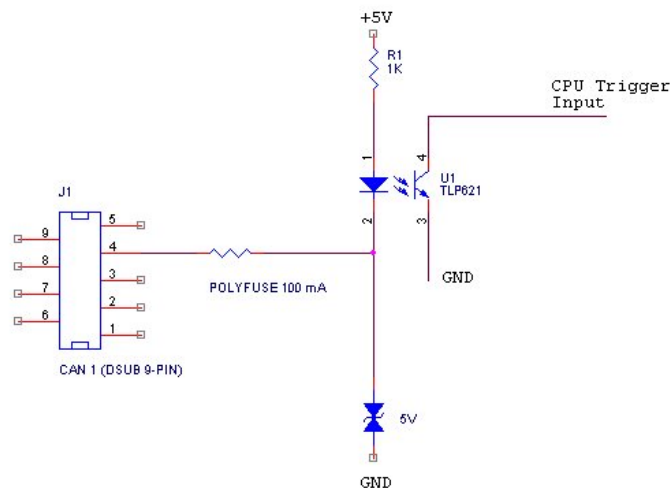 +5V
R1
1K
CPU Trigger
Input
1
4
U1
TLP621
2
3
GND
J1
9
5
8
4
7
3
6
2
1
POLYFUSE 100 mA
CAN 1 (DSUB 9-PIN)
5V
GND